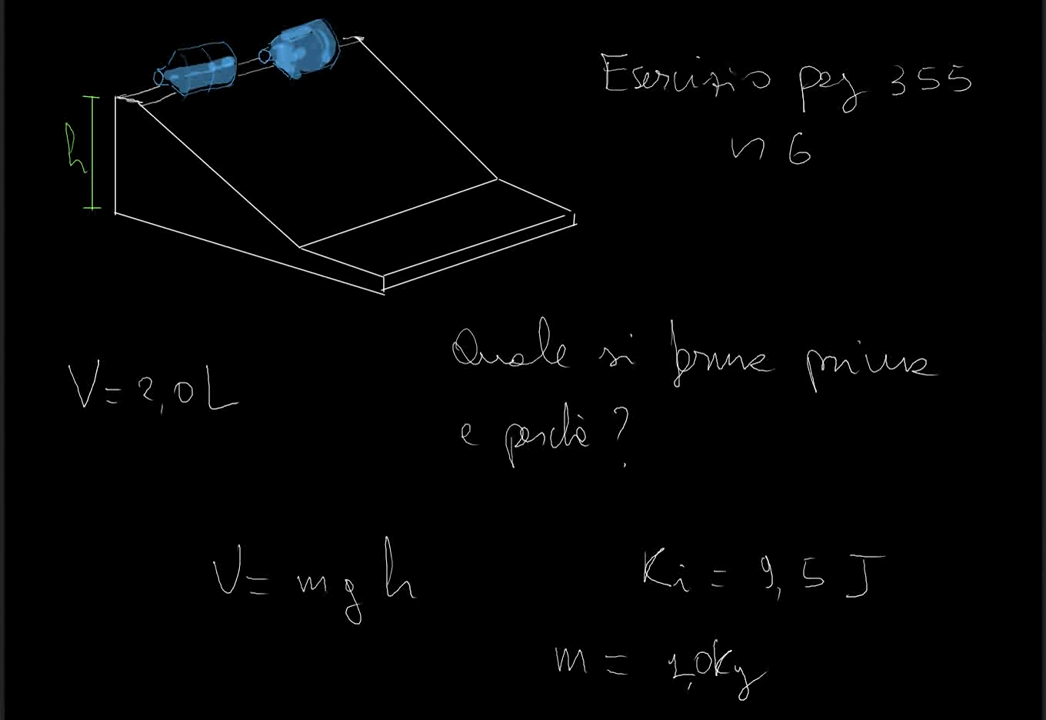 Esercizio pag 355
n 6
h
V = 2,0 L
Quale si ferma prima
e perchè?
V = m g h
Ki = 9,5 J
m = 1,0 Kg